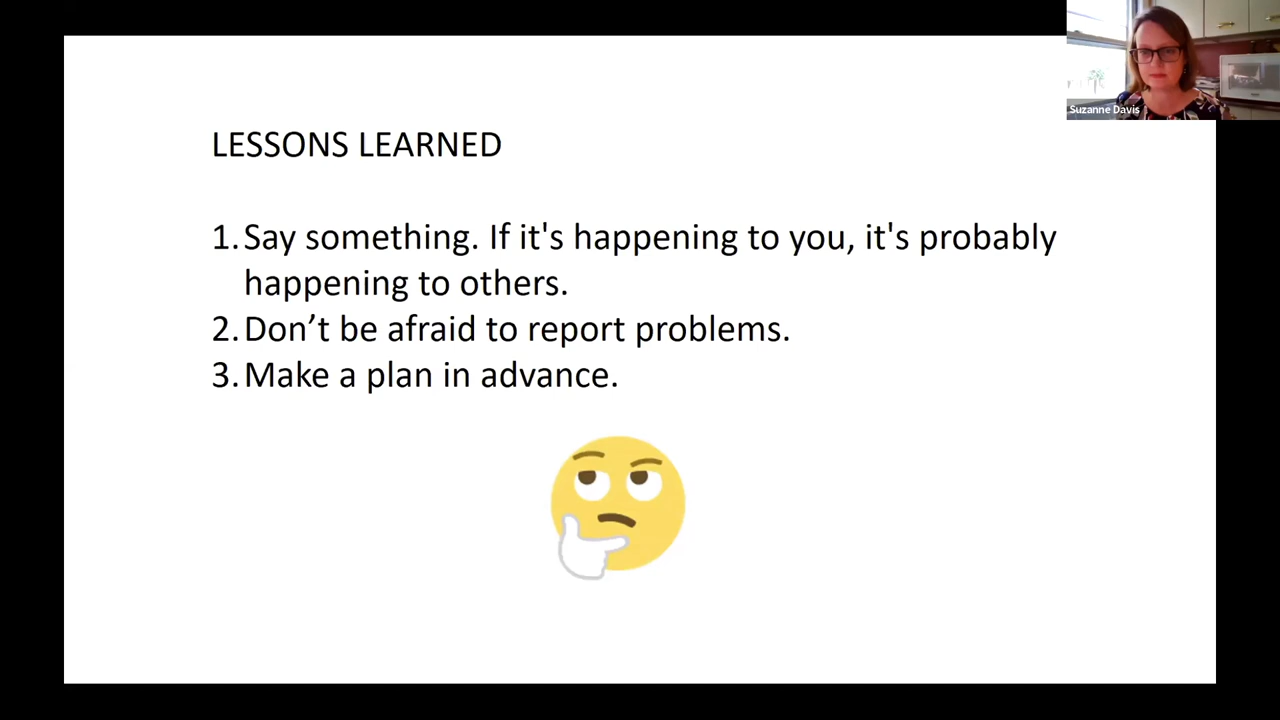 Suzanne Davis
LESSONS LEARNED
1. Say something. If it's happening to you, it's probably
happening to others.
2. Don’t be afraid to report problems.
3. Make a plan in advance.